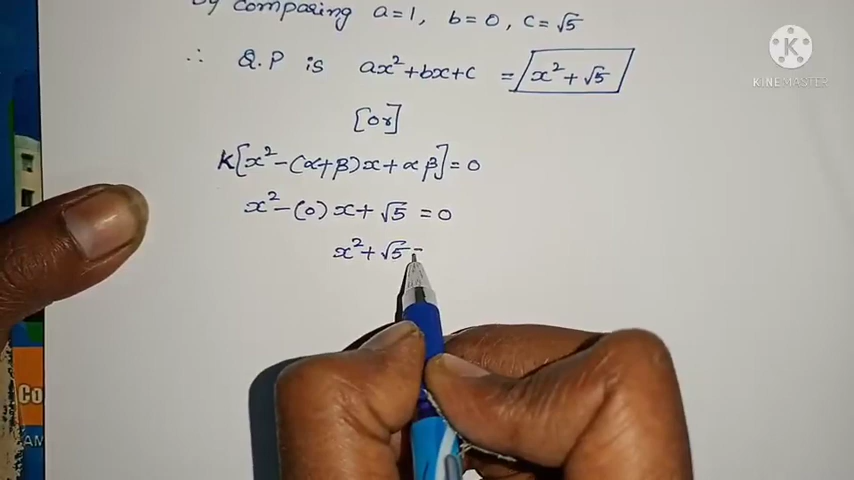 By comparing a=1, b=0, c=√5
∴ Q.P is ax²+bx+c = x²+√5
[or]
K[x²-(α+β)x+αβ]=0
x²-(0)x+√5=0
x²+√5=
KINEMASTER
Co